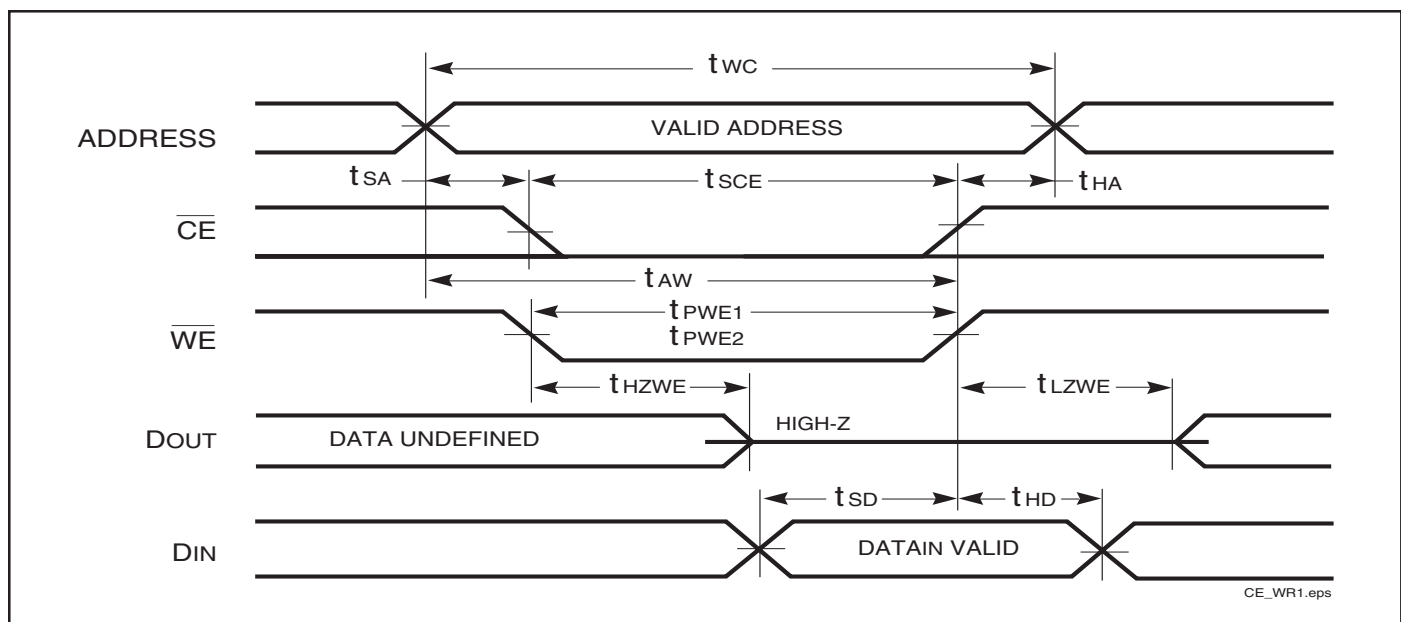 tWC
ADDRESS
VALID ADDRESS
tSA
tSCE
tHA
CE
tAW
WE
tPWE1
tPWE2
tHZWE
tLZWE
DOUT
DATA UNDEFINED
HIGH-Z
tSD
tHD
DIN
DATAIN VALID
CE_WR1.eps